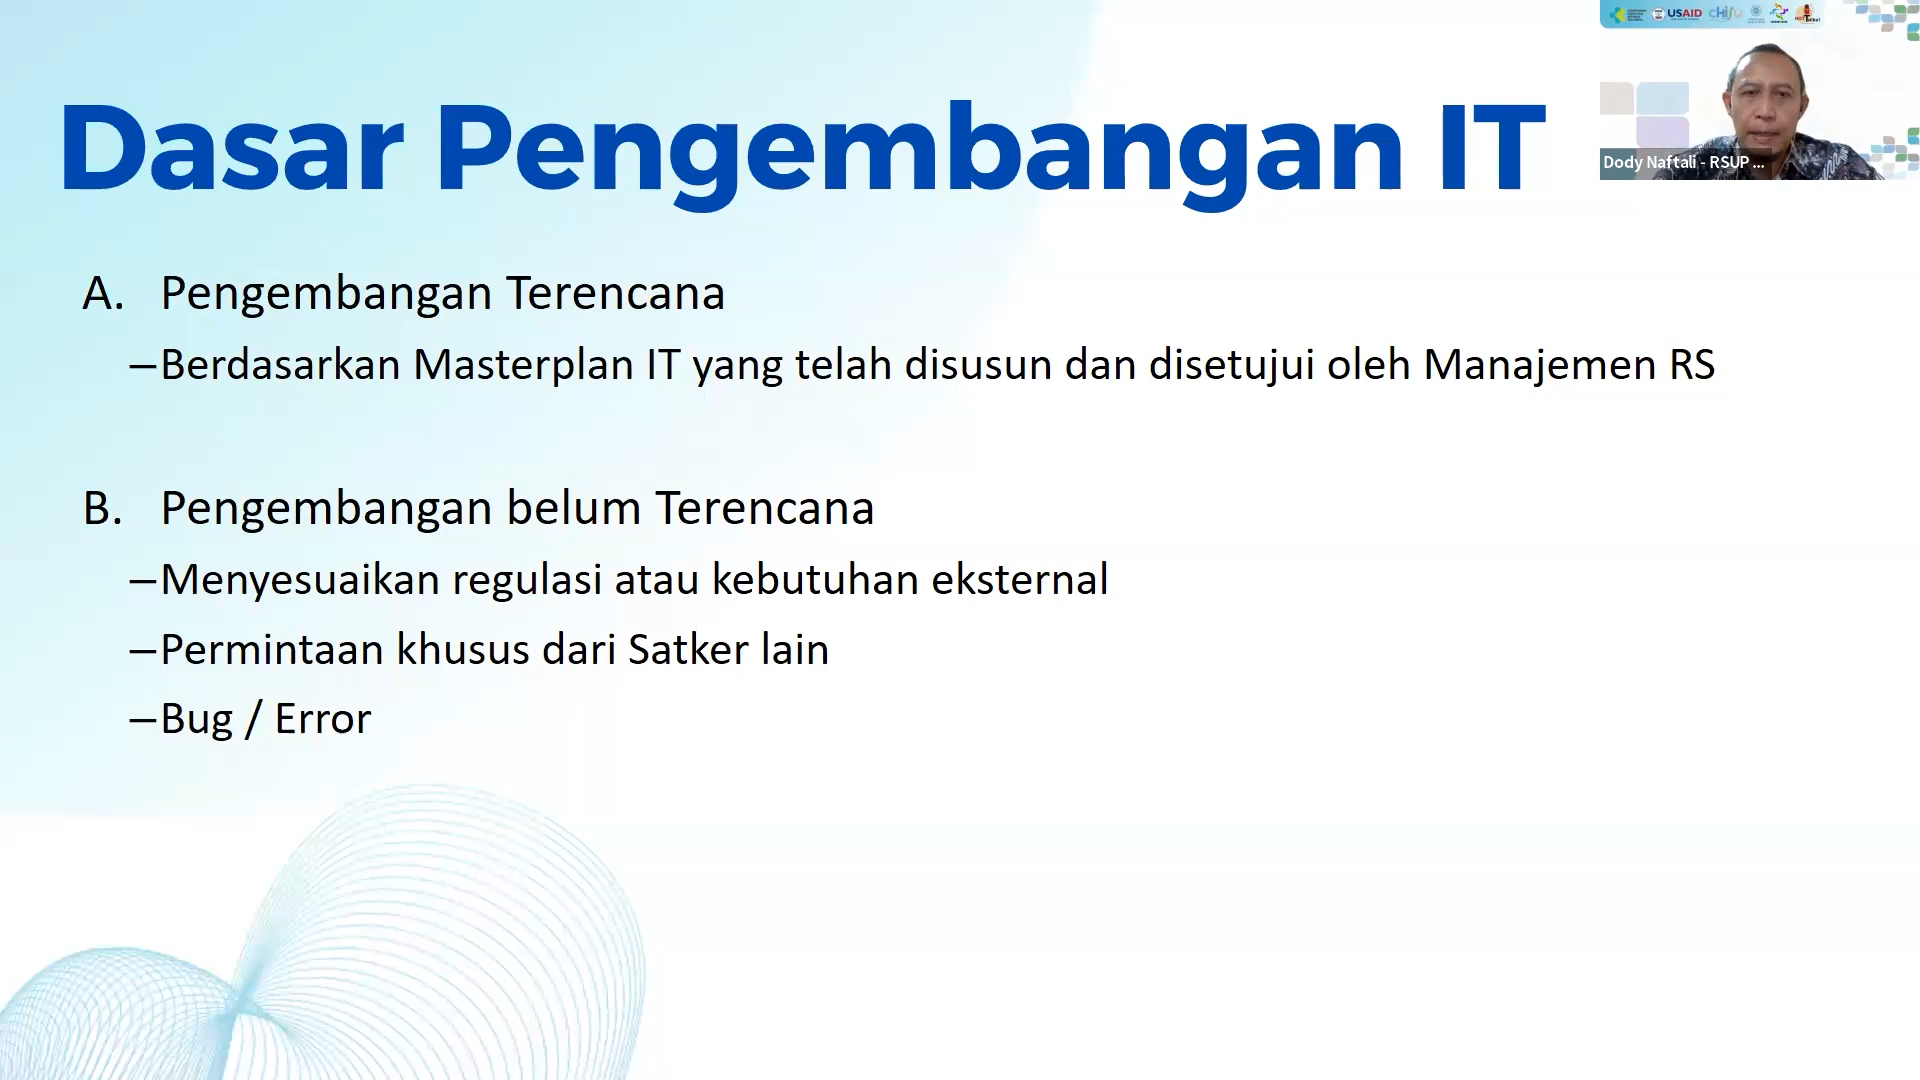 Dasar Pengembangan IT
A. Pengembangan Terencana
–Berdasarkan Masterplan IT yang telah disusun dan disetujui oleh Manajemen RS
B. Pengembangan belum Terencana
–Menyesuaikan regulasi atau kebutuhan eksternal
–Permintaan khusus dari Satker lain
–Bug / Error
USAID
CHISU
Dody Naftali - RSUP ...